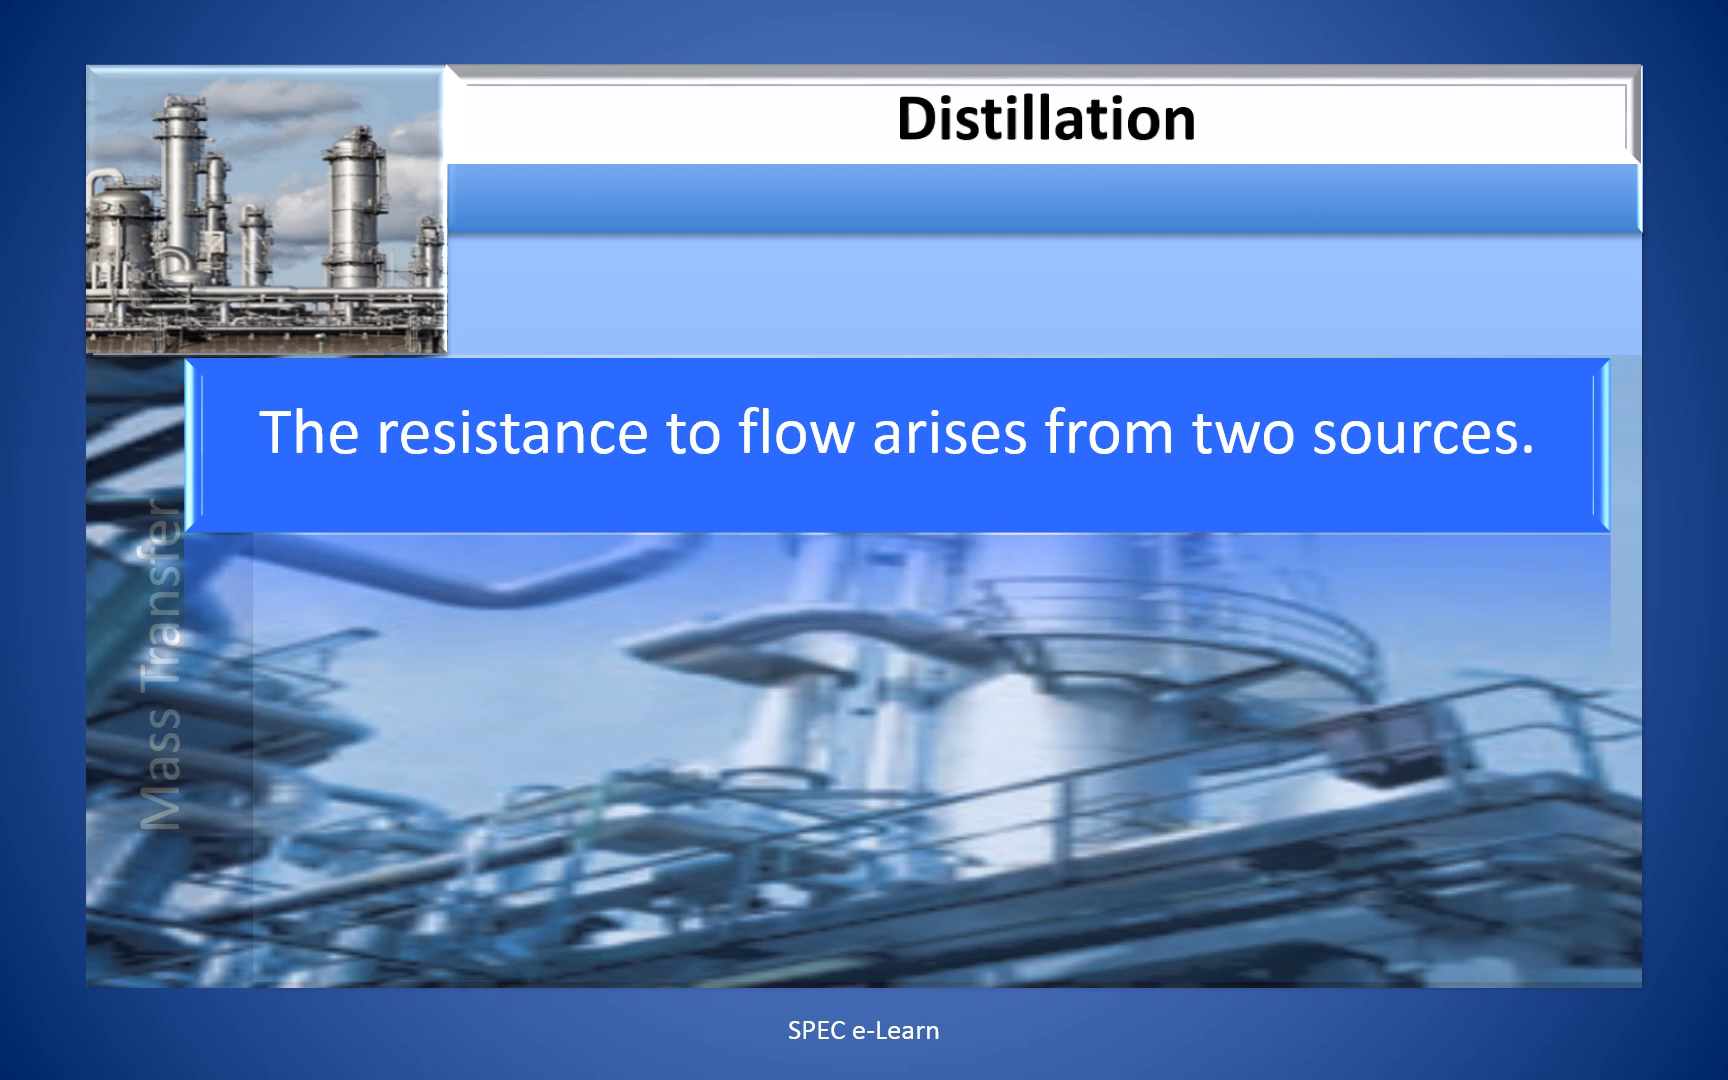 Distillation
The resistance to flow arises from two sources.
Mass Transfer
SPEC e-Learn